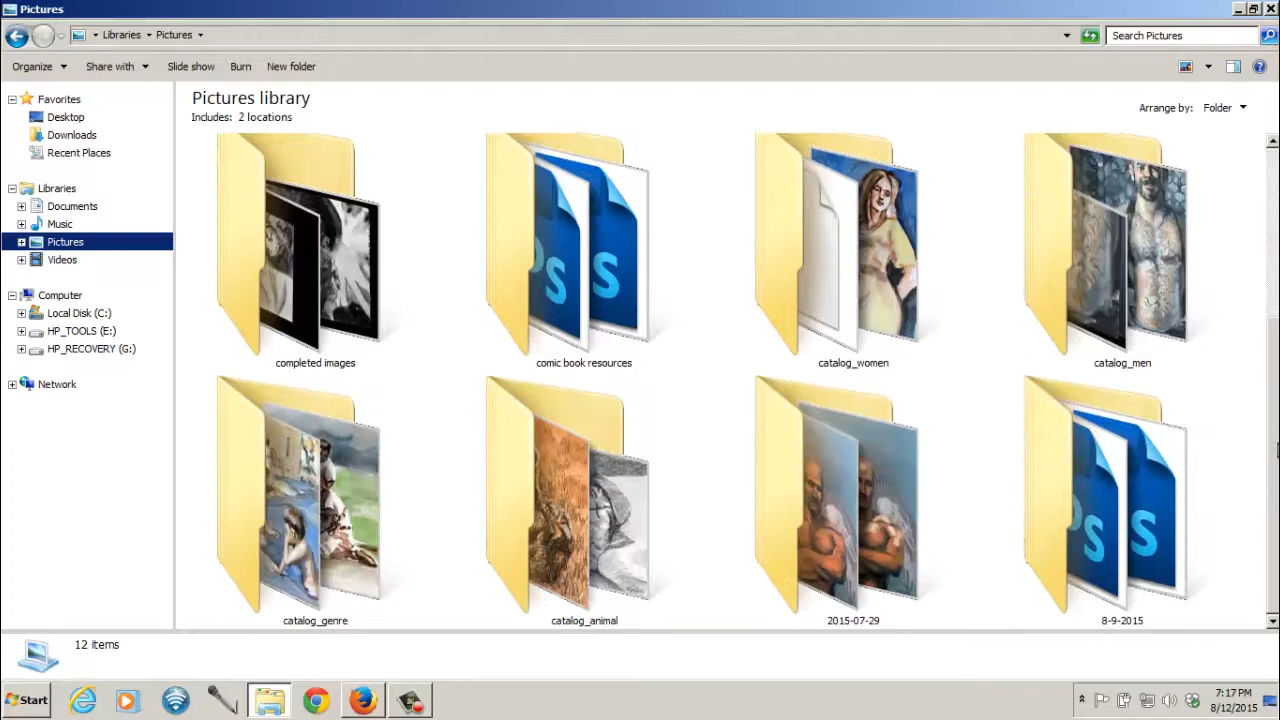 Pictures
Libraries Pictures
Search Pictures
Organize Share with Slide show Burn New folder
Favorites
Desktop
Downloads
Recent Places
Libraries
Documents
Music
Pictures
Videos
Computer
Local Disk (C:)
HP_TOOLS (E:)
HP_RECOVERY (G:)
Network
Pictures library
Includes: 2 locations
Arrange by: Folder
completed images
comic book resources
catalog_women
catalog_men
catalog_genre
catalog_animal
2015-07-29
8-9-2015
12 items
Start
7:17 PM
8/12/2015